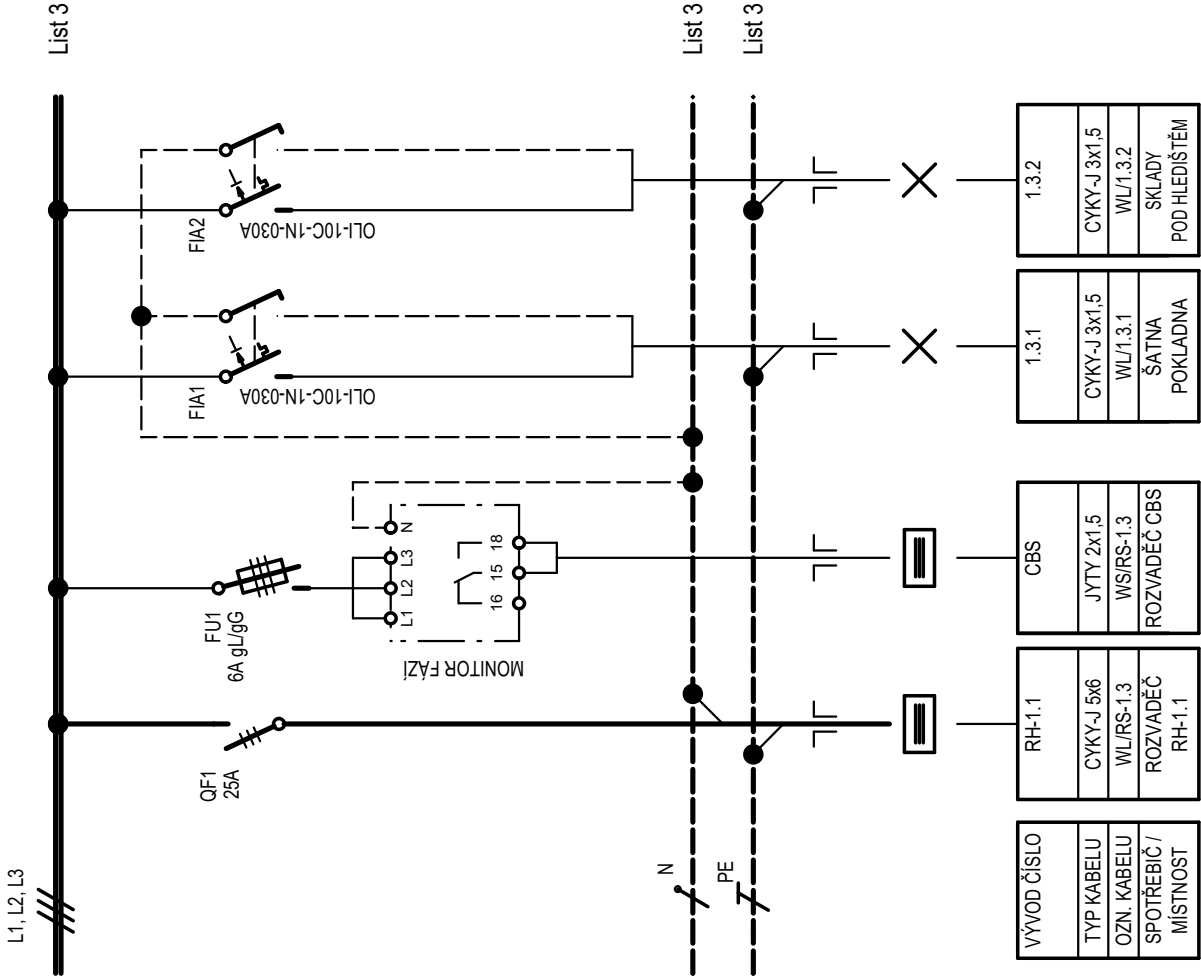 L1, L2, L3
List 3
QF1
25A
FU1
6A gL/gG
FIA1
OLI-10C-1N-030A
FIA2
OLI-10C-1N-030A
MONITOR FÁZÍ
L1
L2
L3
N
16
15
18
N
List 3
PE
List 3
VÝVOD ČÍSLO
TYP KABELU
OZN. KABELU
SPOTŘEBIČ /
MÍSTNOST
RH-1.1
CYKY-J 5x6
WL/RS-1.3
ROZVADĚČ
RH-1.1
CBS
JYTY 2x1,5
WS/RS-1.3
ROZVADĚČ CBS
1.3.1
CYKY-J 3x1,5
WL/1.3.1
ŠATNA
POKLADNA
1.3.2
CYKY-J 3x1,5
WL/1.3.2
SKLADY
POD HLEDIŠTĚM